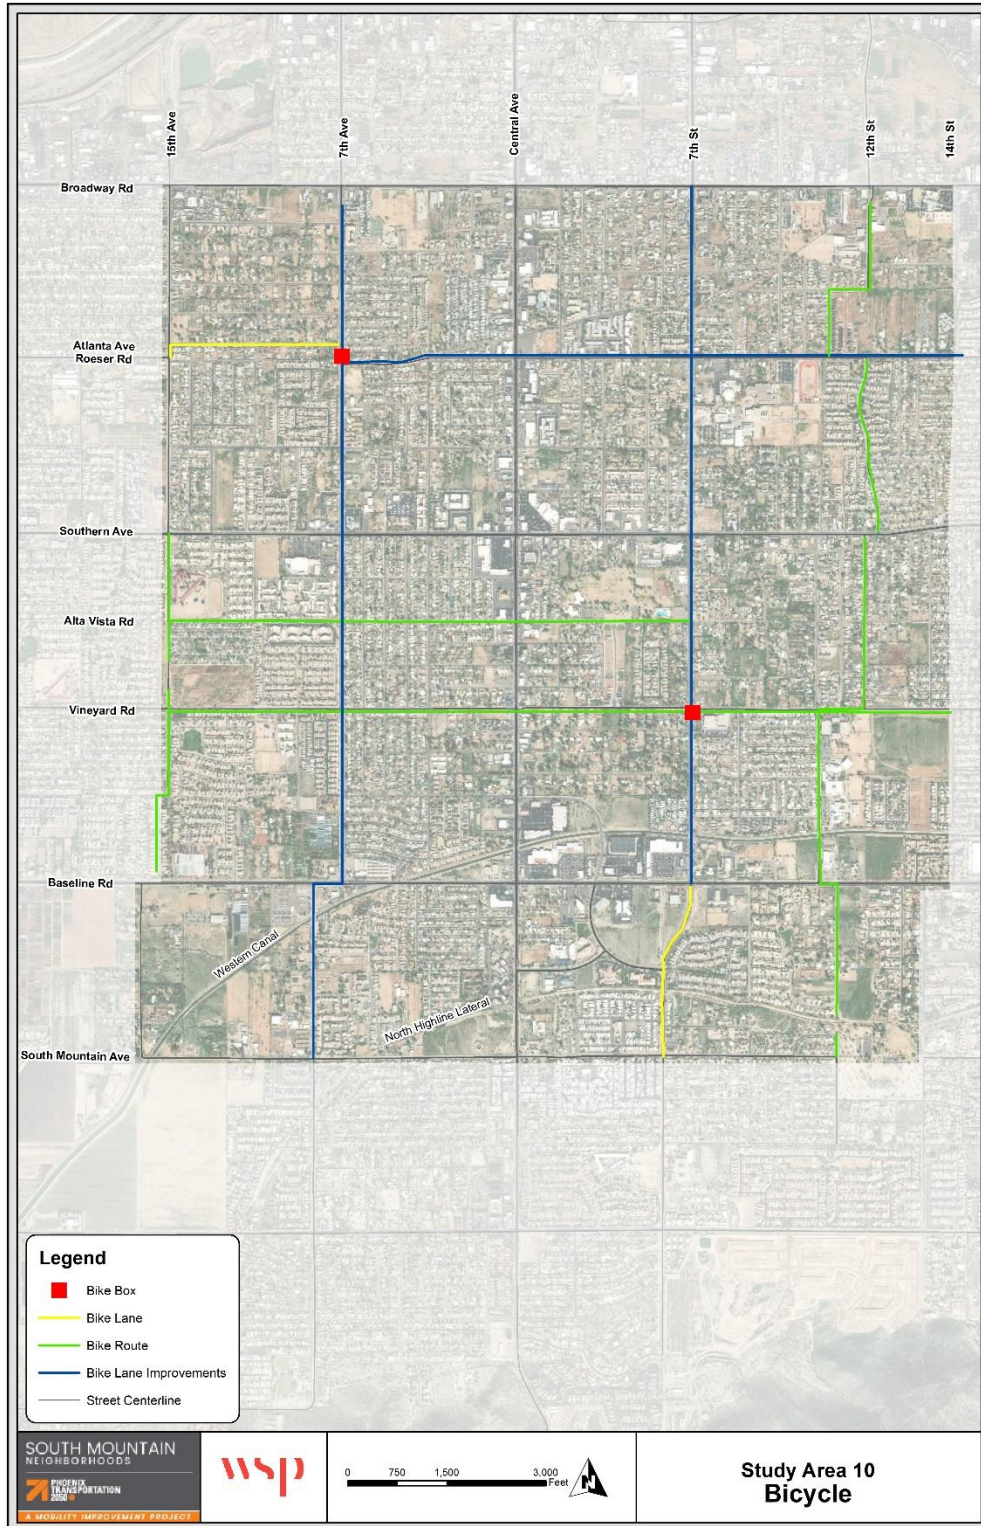 15th Ave
7th Ave
Central Ave
7th St
12th St
14th St
Broadway Rd
Atlanta Ave
Roeser Rd
Southern Ave
Alta Vista Rd
Vineyard Rd
Baseline Rd
Western Canal
North Highline Lateral
South Mountain Ave
Legend
Bike Box
Bike Lane
Bike Route
Bike Lane Improvements
Street Centerline
SOUTH MOUNTAIN
NEIGHBORHOODS
PHOENIX
TRANSPORTATION
2050
A MOBILITY IMPROVEMENT PROJECT
wsp
0 750 1,500 3,000
Feet
N
Study Area 10
Bicycle